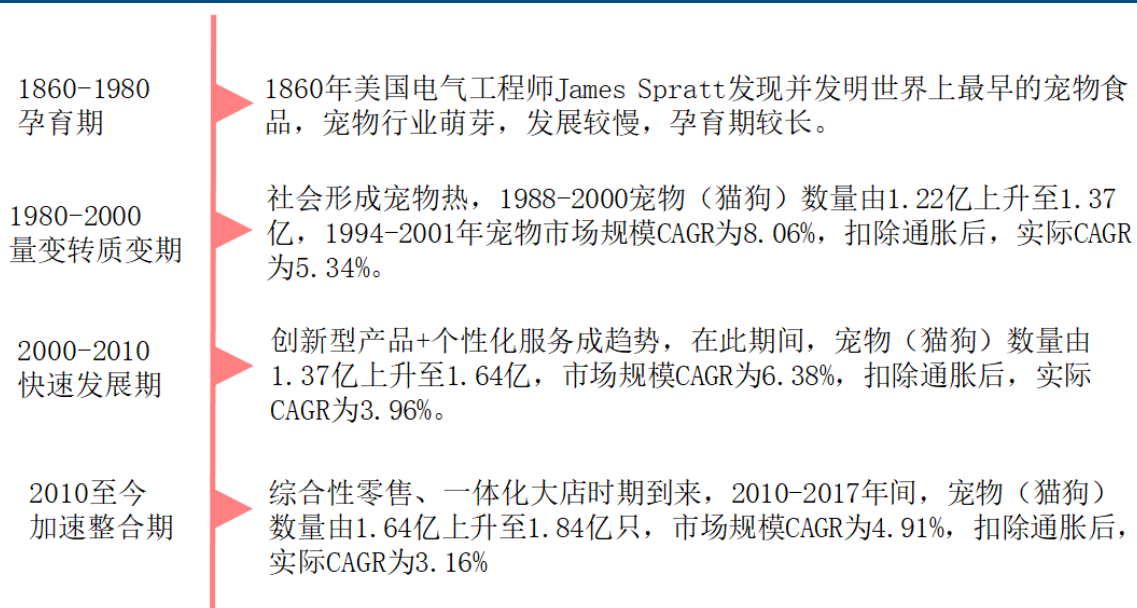 1860-1980
孕育期
1860年美国电气工程师James Spratt发现并发明世界上最早的宠物食
品，宠物行业萌芽，发展较慢，孕育期较长。
1980-2000
量变转质变期
社会形成宠物热，1988-2000宠物（猫狗）数量由1.22亿上升至1.37
亿，1994-2001年宠物市场规模CAGR为8.06%，扣除通胀后，实际CAGR
为5.34%。
2000-2010
快速发展期
创新型产品+个性化服务成趋势，在此期间，宠物（猫狗）数量由
1.37亿上升至1.64亿，市场规模CAGR为6.38%，扣除通胀后，实际
CAGR为3.96%。
2010至今
加速整合期
综合性零售、一体化大店时期到来，2010-2017年间，宠物（猫狗）
数量由1.64亿上升至1.84亿只，市场规模CAGR为4.91%，扣除通胀后，
实际CAGR为3.16%